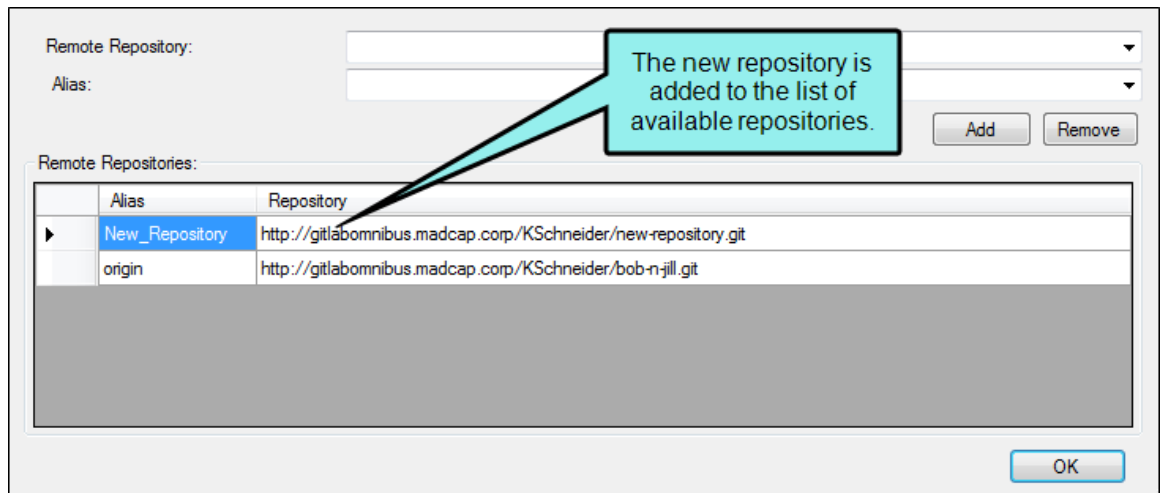 Remote Repository:
Alias:
The new repository is
added to the list of
available repositories.
Add Remove
Remote Repositories:
Alias Repository
New_Repository http://gitlabomnibus.madcap.corp/KSchneider/new-repository.git
origin http://gitlabomnibus.madcap.corp/KSchneider/bob-n-jill.git
OK